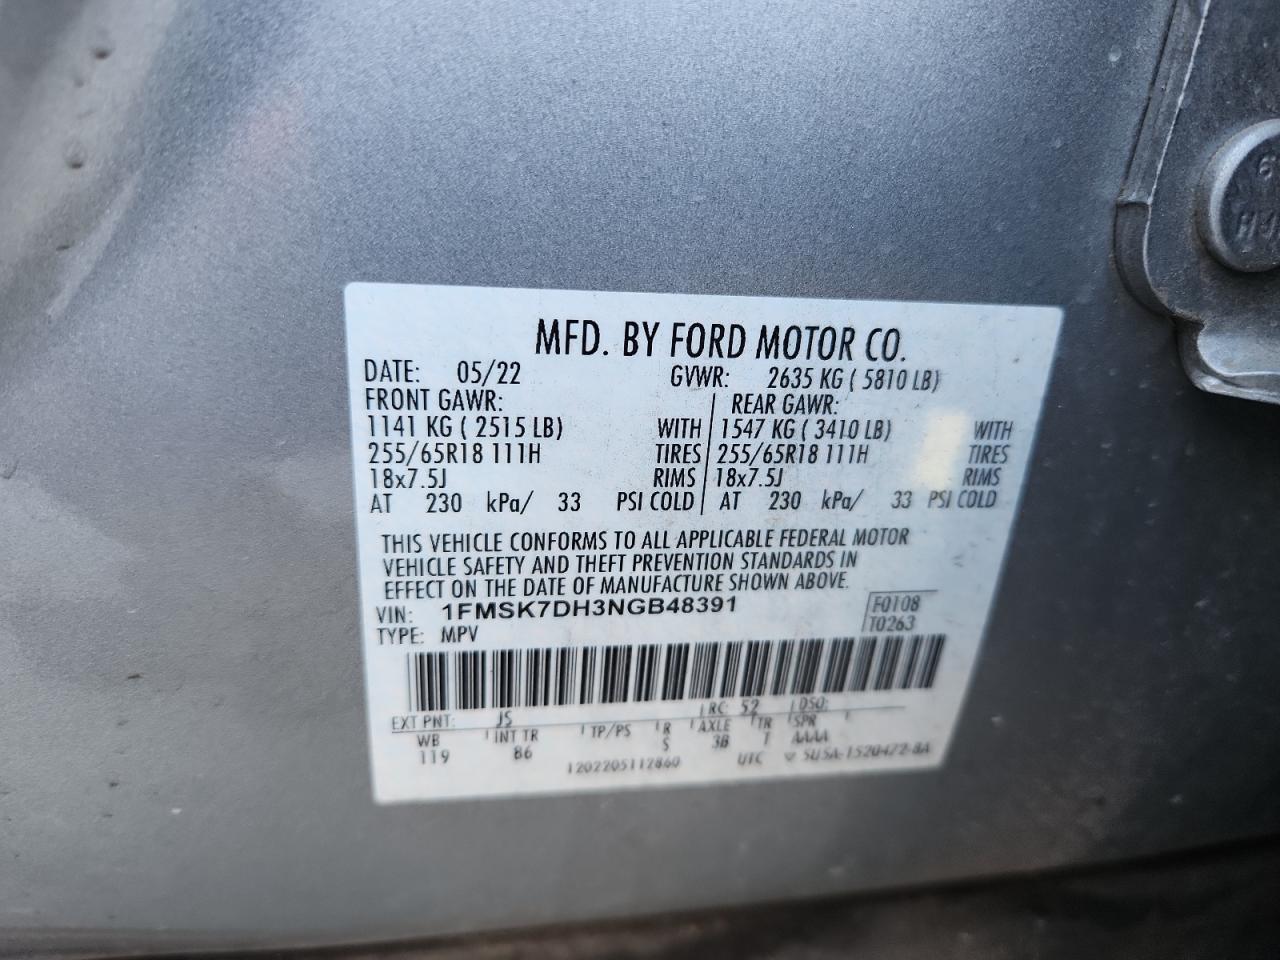 MFD. BY FORD MOTOR CO.
DATE: 05/22 GVWR: 2635 KG ( 5810 LB)
FRONT GAWR: REAR GAWR:
1141 KG ( 2515 LB) WITH 1547 KG ( 3410 LB) WITH
255/65R18 111H TIRES 255/65R18 111H TIRES
18x7.5J RIMS 18x7.5J RIMS
AT 230 kPa/ 33 PSI COLD AT 230 kPa/ 33 PSI COLD
THIS VEHICLE CONFORMS TO ALL APPLICABLE FEDERAL MOTOR
VEHICLE SAFETY AND THEFT PREVENTION STANDARDS IN
EFFECT ON THE DATE OF MANUFACTURE SHOWN ABOVE.
VIN: 1FMSK7DH3NGB48391 F0108
TYPE: MPV T0263
EXT PNT: JS RC: 52 DSO:
WB INT TR TP/PS R AXLE TR SPR
119 86 S 3B T AAAA
1202205112860 UTC 5USA-1520472-8A